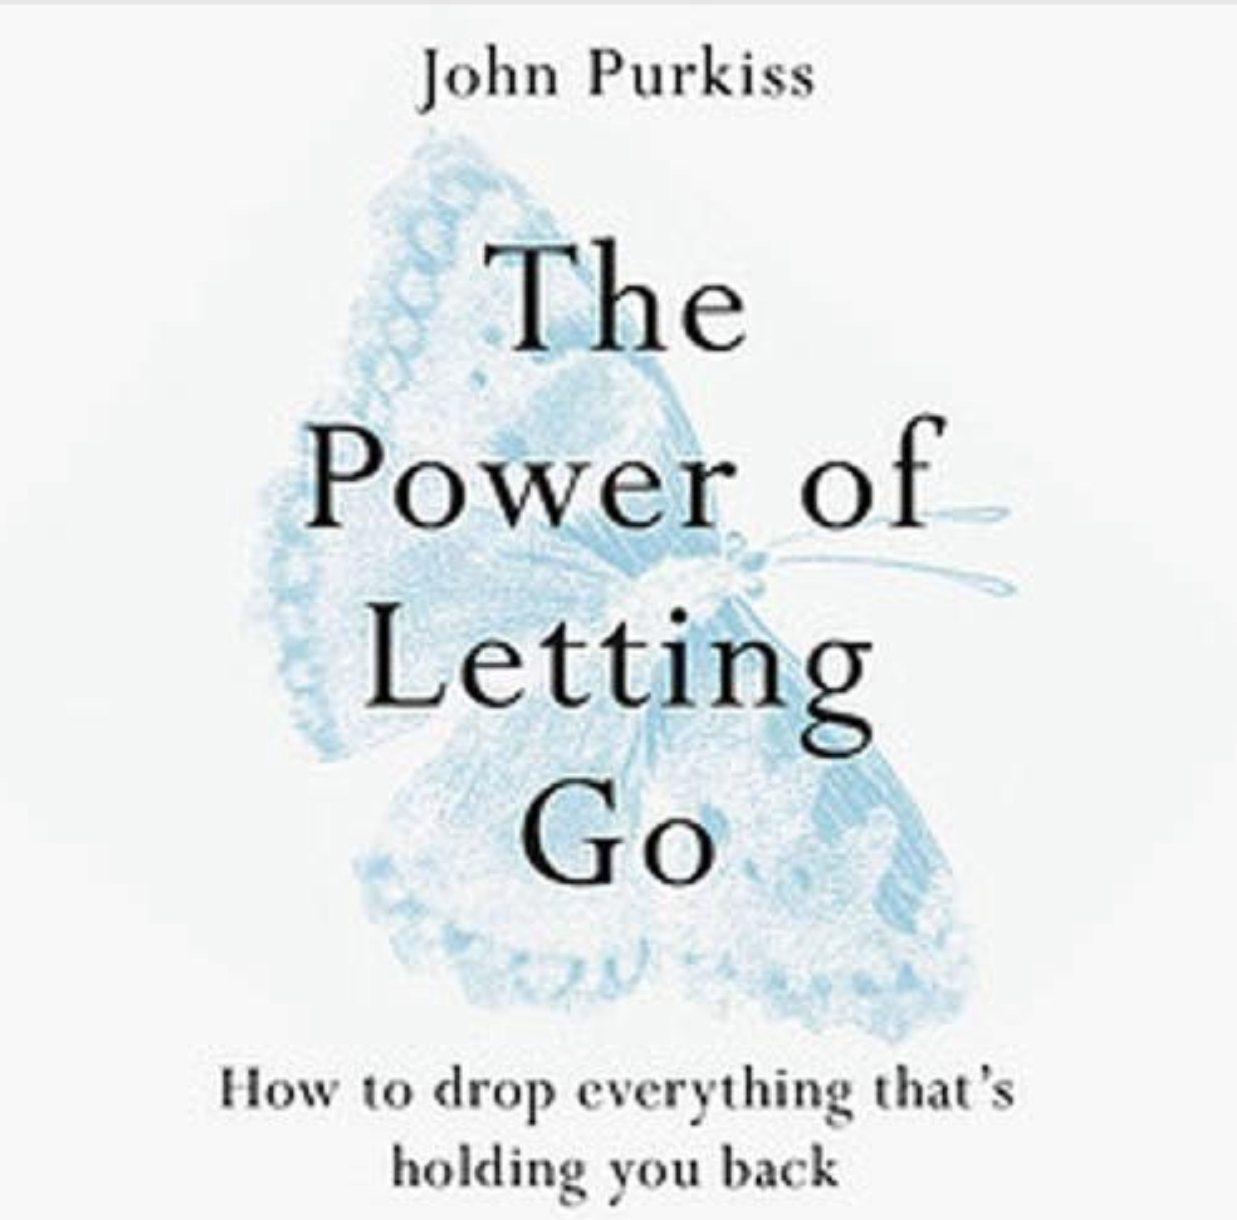 John Purkiss
The
Power of
Letting
Go
How to drop everything that's
holding you back